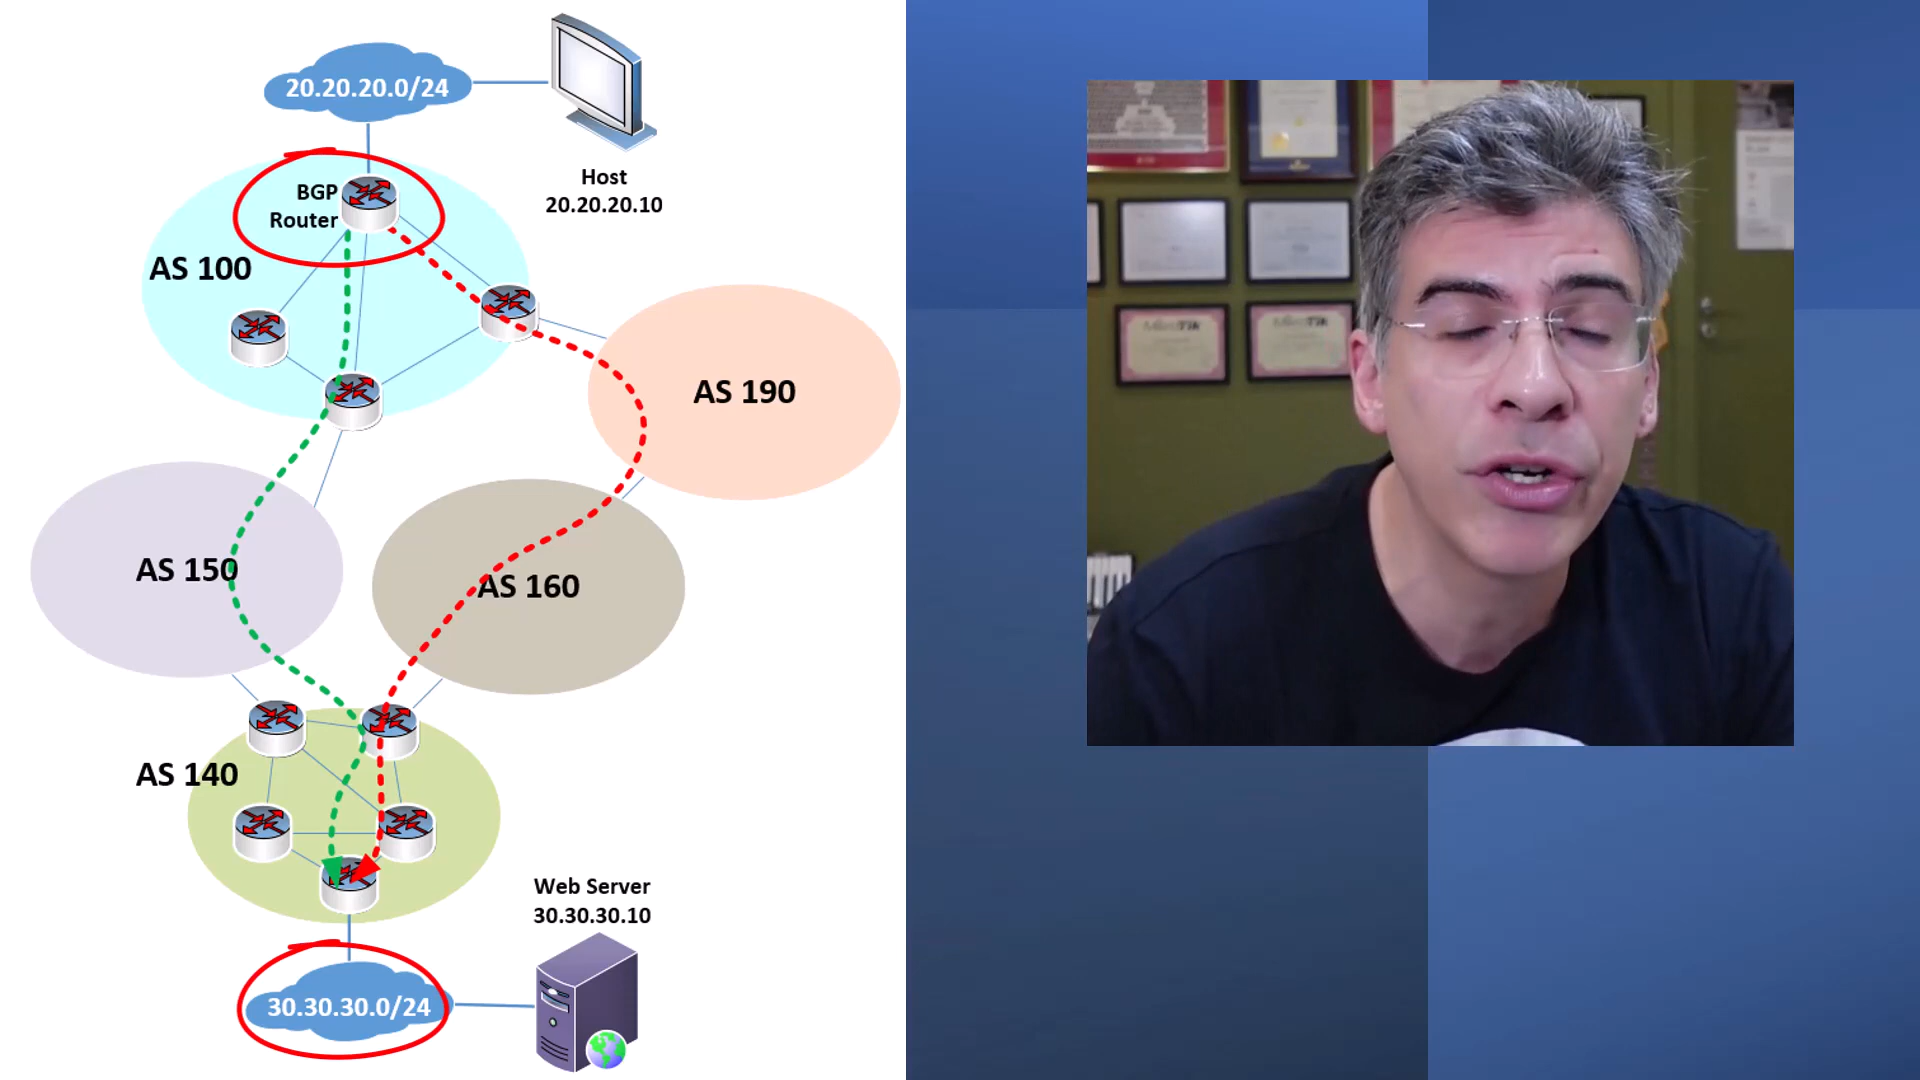 20.20.20.0/24
Host
20.20.20.10
BGP
Router
AS 100
AS 190
AS 150
AS 160
AS 140
Web Server
30.30.30.10
30.30.30.0/24